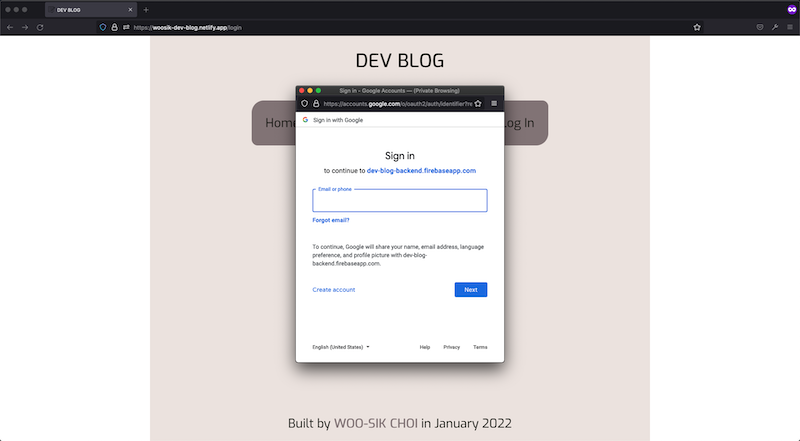 DEV BLOG
https://woosik-dev-blog.netlify.app/login
DEV BLOG
Sign in - Google Accounts — (Private Browsing)
https://accounts.google.com/o/oauth2/auth/identifier?re
Sign in with Google
Home
Log In
Sign in
to continue to dev-blog-backend.firebaseapp.com
Email or phone
Forgot email?
To continue, Google will share your name, email address, language
preference, and profile picture with dev-blog-
backend.firebaseapp.com.
Create account
Next
English (United States)
Help
Privacy
Terms
Built by WOO-SIK CHOI in January 2022